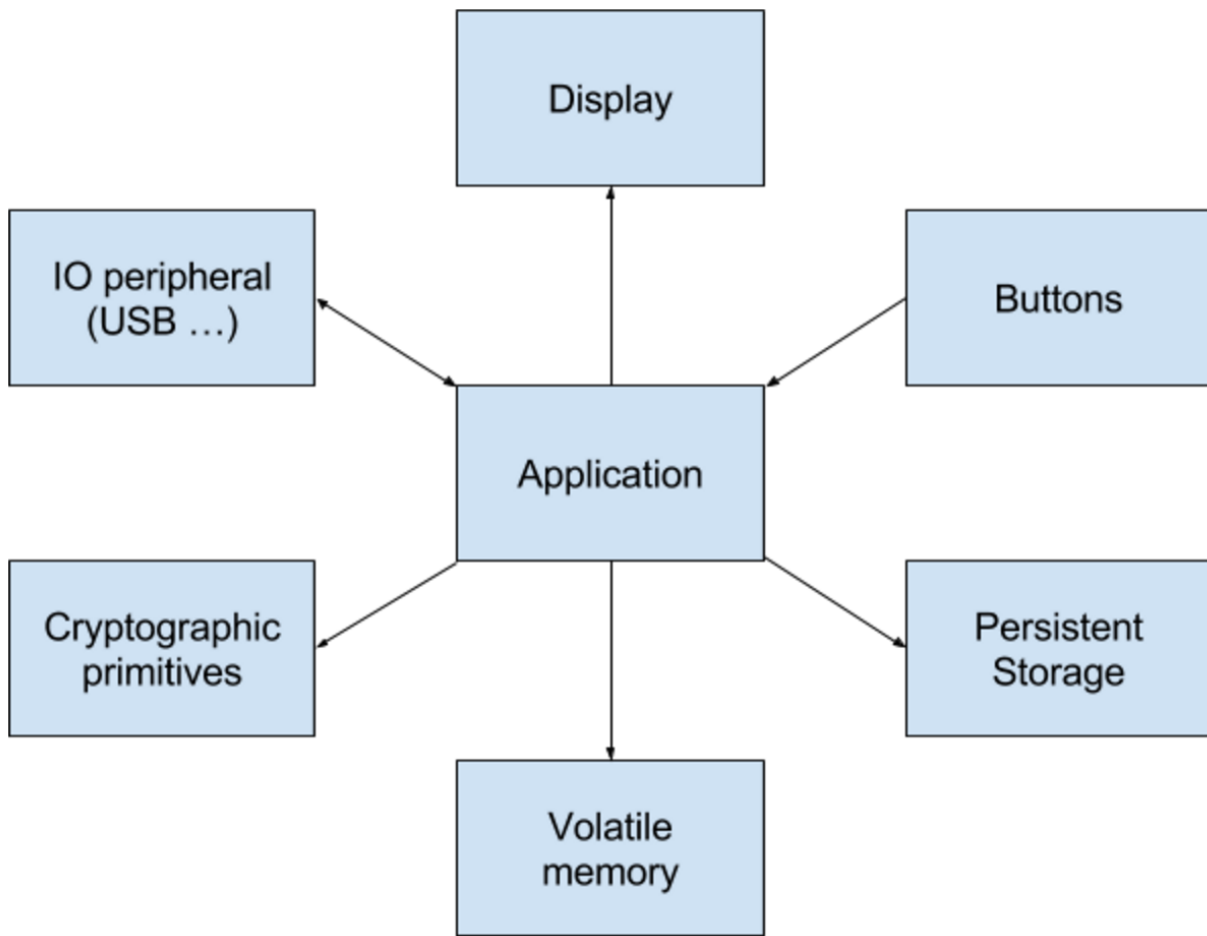 Display
IO peripheral
(USB …)
Buttons
Application
Cryptographic
primitives
Persistent
Storage
Volatile
memory